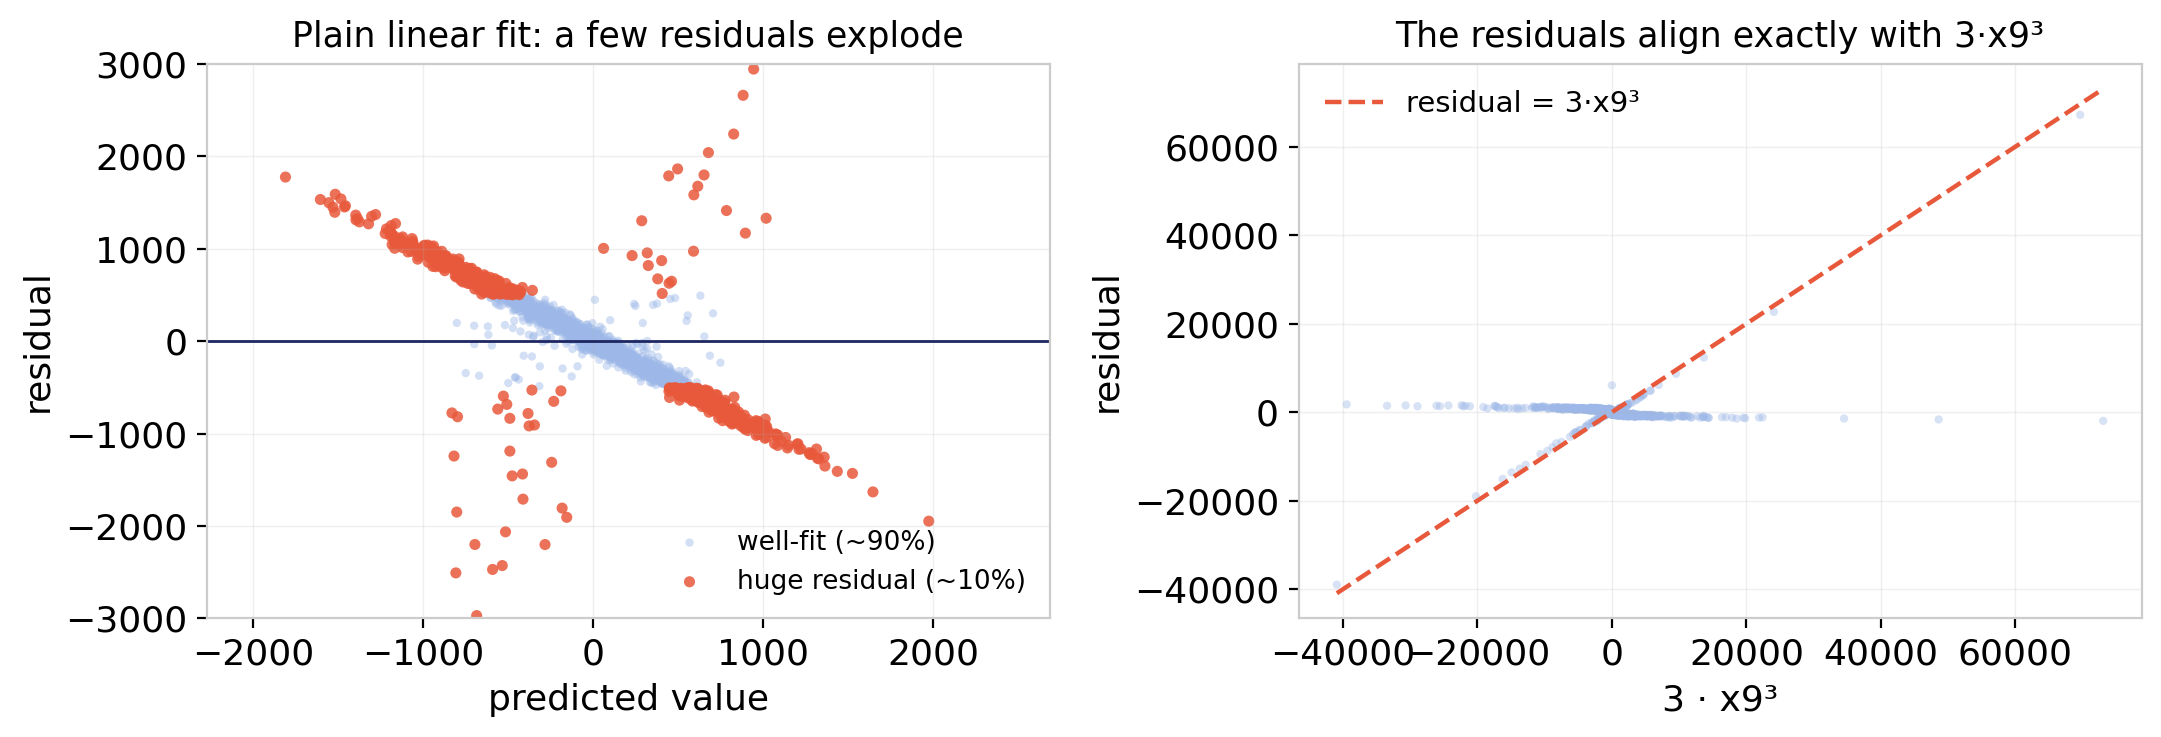 Plain linear fit: a few residuals explode
3000
2000
1000
0
−1000
−2000
−3000
residual
well-fit (~90%)
huge residual (~10%)
−2000
−1000
0
1000
2000
predicted value
The residuals align exactly with 3·x9³
residual = 3·x9³
60000
40000
20000
0
−20000
−40000
residual
−40000
−20000
0
20000
40000
60000
3 · x9³